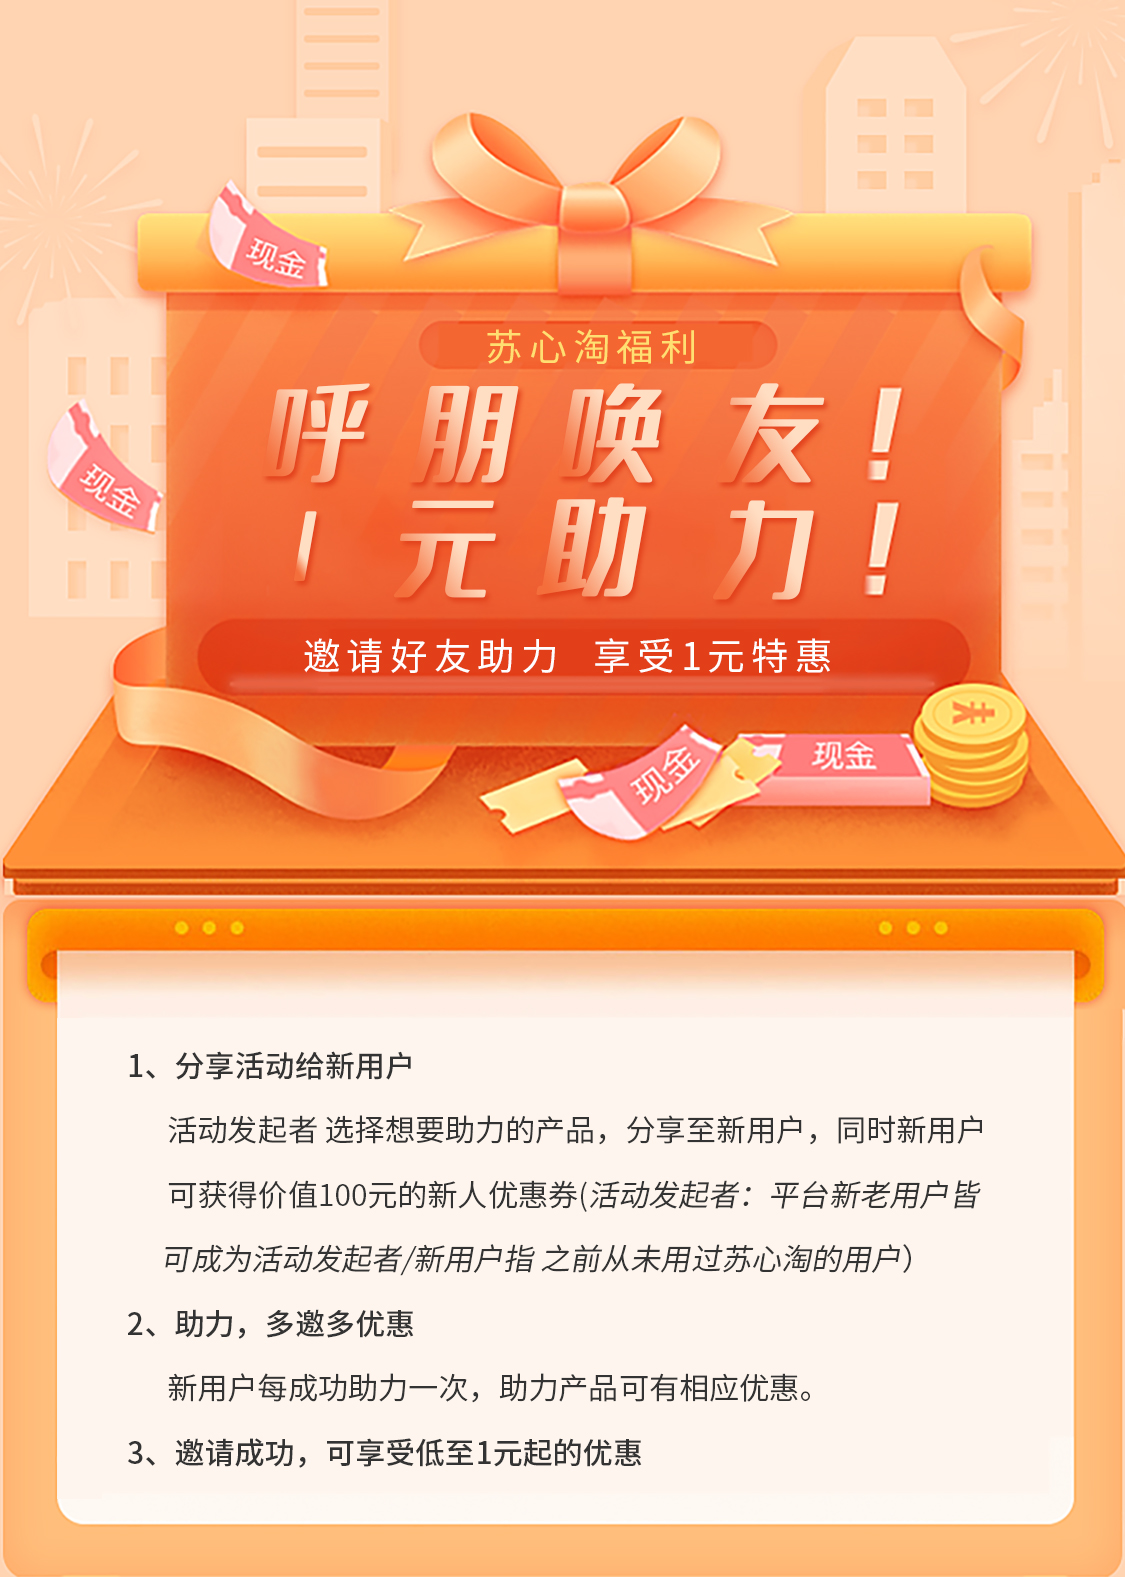 现金
苏心淘福利
呼朋唤友！
1元助力！
现金
邀请好友助力 享受1元特惠
现金
现金
¥
1、分享活动给新用户
活动发起者 选择想要助力的产品，分享至新用户，同时新用户
可获得价值100元的新人优惠券(活动发起者：平台新老用户皆
可成为活动发起者/新用户指 之前从未用过苏心淘的用户）
2、助力，多邀多优惠
新用户每成功助力一次，助力产品可有相应优惠。
3、邀请成功，可享受低至1元起的优惠